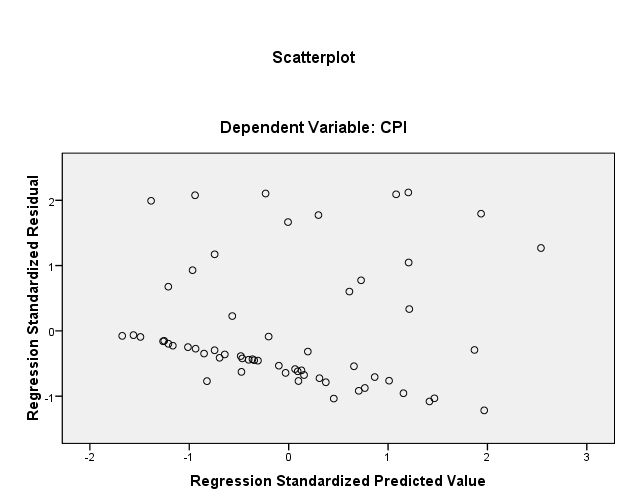 Scatterplot
Dependent Variable: CPI
Regression Standardized Residual
2
1
0
-1
-2
-1
0
1
2
3
Regression Standardized Predicted Value